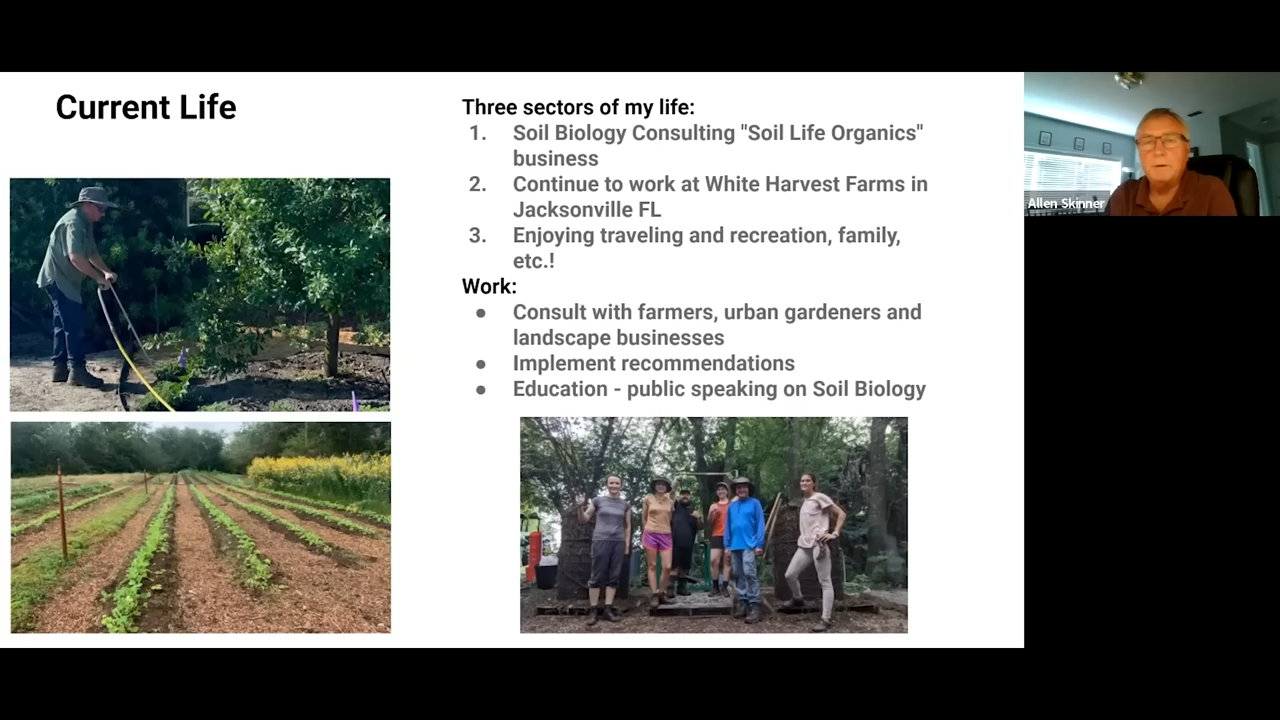 Current Life
Three sectors of my life:
1. Soil Biology Consulting "Soil Life Organics"
business
2. Continue to work at White Harvest Farms in
Jacksonville FL
3. Enjoying traveling and recreation, family,
etc.!
Work:
● Consult with farmers, urban gardeners and
landscape businesses
● Implement recommendations
● Education - public speaking on Soil Biology
Allen Skinner